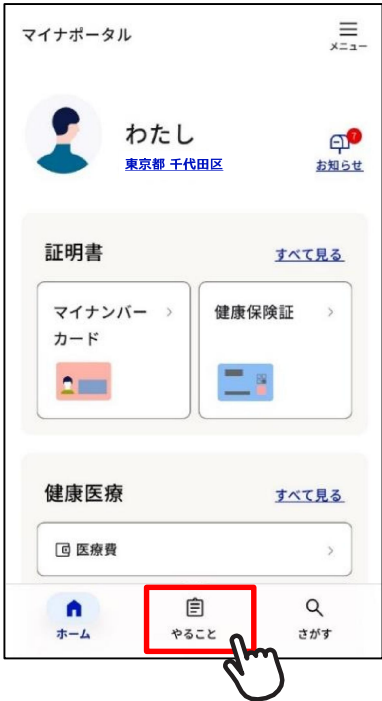 マイナポータル
メニュー
わたし
東京都 千代田区
7
お知らせ
証明書
すべて見る
マイナンバー
カード
健康保険証
健康医療
すべて見る
医療費
ホーム
やること
さがす